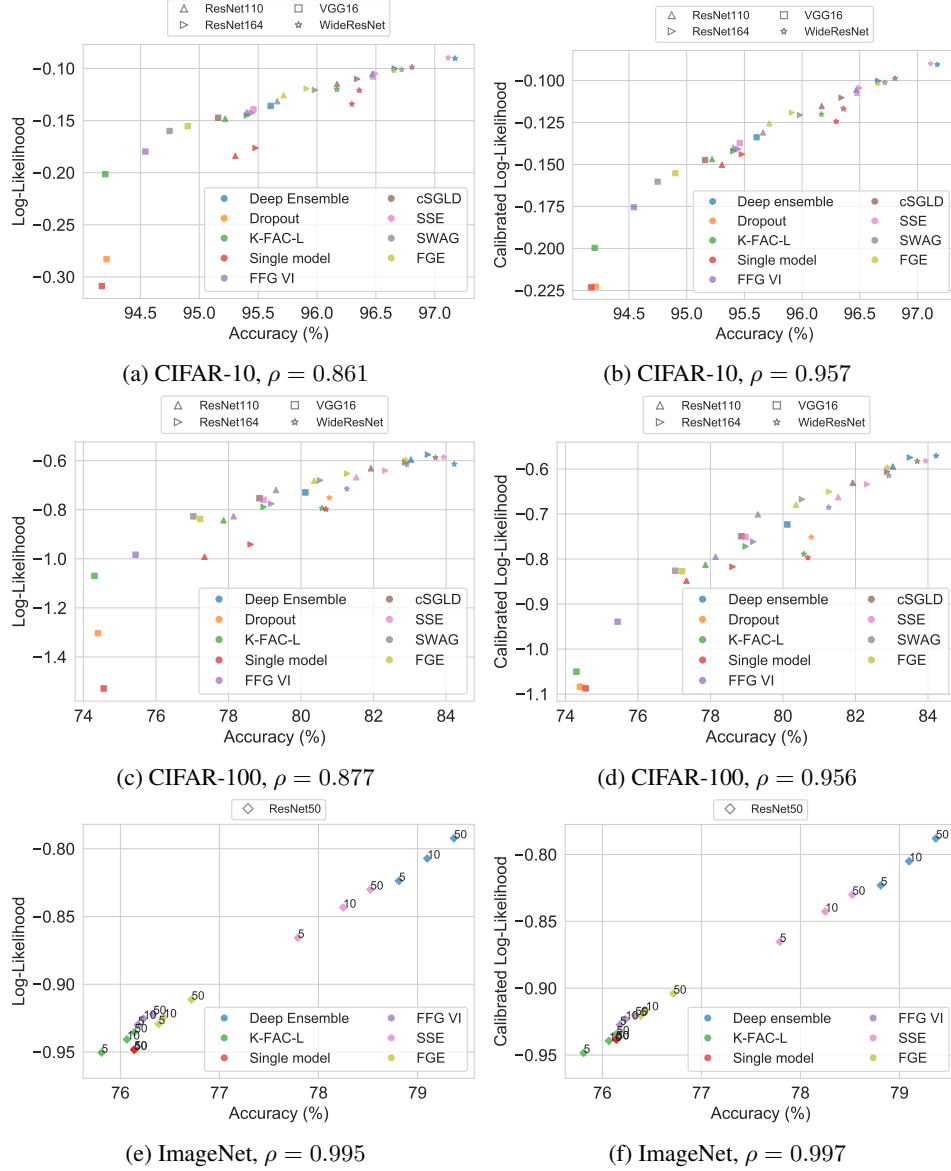 ResNet110 VGG16
ResNet164 WideResNet
Log-Likelihood
−0.10
−0.15
−0.20
−0.25
−0.30
Deep Ensemble cSGLD
Dropout SSE
K-FAC-L SWAG
Single model FGE
FFG VI
94.5 95.0 95.5 96.0 96.5 97.0
Accuracy (%)
(a) CIFAR-10, ρ = 0.861
ResNet110 VGG16
ResNet164 WideResNet
Calibrated Log-Likelihood
−0.100
−0.125
−0.150
−0.175
−0.200
−0.225
Deep ensemble cSGLD
Dropout SSE
K-FAC-L SWAG
Single model FGE
FFG VI
94.5 95.0 95.5 96.0 96.5 97.0
Accuracy (%)
(b) CIFAR-10, ρ = 0.957
ResNet110 VGG16
ResNet164 WideResNet
Log-Likelihood
−0.6
−0.8
−1.0
−1.2
−1.4
Deep Ensemble cSGLD
Dropout SSE
K-FAC-L SWAG
Single model FGE
FFG VI
74 76 78 80 82 84
Accuracy (%)
(c) CIFAR-100, ρ = 0.877
ResNet110 VGG16
ResNet164 WideResNet
Calibrated Log-Likelihood
−0.6
−0.7
−0.8
−0.9
−1.0
−1.1
Deep ensemble cSGLD
Dropout SSE
K-FAC-L SWAG
Single model FGE
FFG VI
74 76 78 80 82 84
Accuracy (%)
(d) CIFAR-100, ρ = 0.956
ResNet50
Log-Likelihood
−0.80
−0.85
−0.90
−0.95
50
10
5
50
10
5
50
50
10
5
5
Deep Ensemble FFG VI
K-FAC-L SSE
Single model FGE
76 77 78 79
Accuracy (%)
(e) ImageNet, ρ = 0.995
ResNet50
Calibrated Log-Likelihood
−0.80
−0.85
−0.90
−0.95
50
10
5
50
10
5
50
10
5
Deep ensemble FFG VI
K-FAC-L SSE
Single model FGE
76 77 78 79
Accuracy (%)
(f) ImageNet, ρ = 0.997